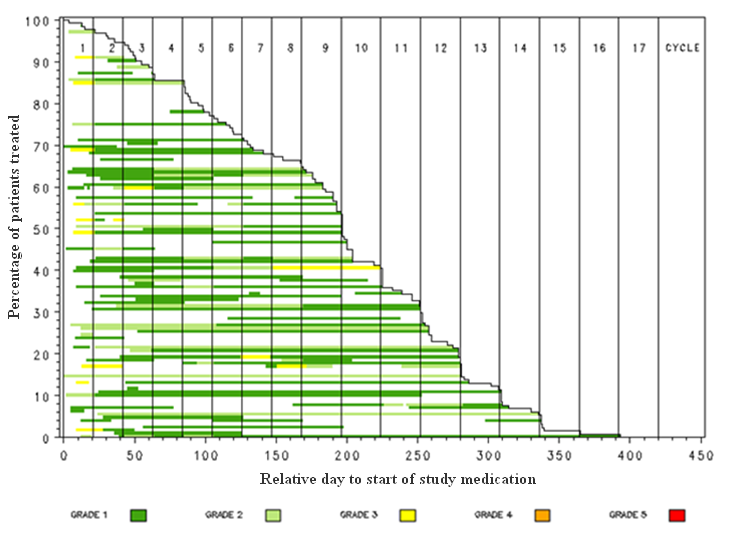 Percentage of patients treated
100
90
80
70
60
50
40
30
20
10
0
1 2 3 4 5 6 7 8 9 10 11 12 13 14 15 16 17 CYCLE
0 50 100 150 200 250 300 350 400 450
Relative day to start of study medication
GRADE 1 GRADE 2 GRADE 3 GRADE 4 GRADE 5